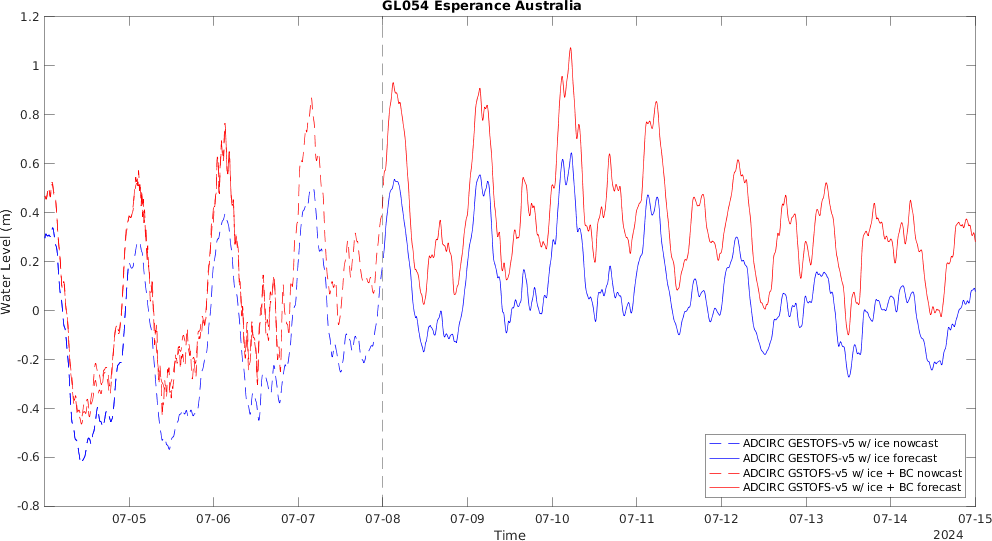 GL054 Esperance Australia
1.2
1
0.8
0.6
0.4
0.2
0
-0.2
-0.4
-0.6
-0.8
Water Level (m)
07-05 07-06 07-07 07-08 07-09 07-10 07-11 07-12 07-13 07-14 07-15
Time
2024
ADCIRC GESTOFS-v5 w/ ice nowcast
ADCIRC GESTOFS-v5 w/ ice forecast
ADCIRC GSTOFS-v5 w/ ice + BC nowcast
ADCIRC GSTOFS-v5 w/ ice + BC forecast